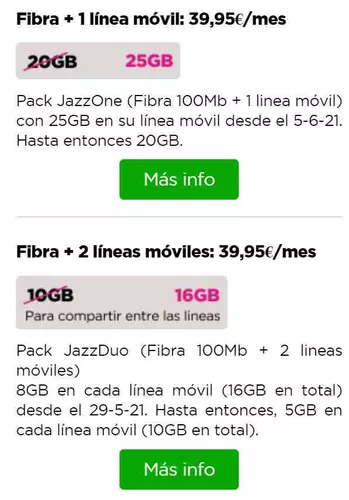 Fibra + 1 línea móvil: 39,95€/mes
20GB 25GB
Pack JazzOne (Fibra 100Mb + 1 linea móvil)
con 25GB en su línea móvil desde el 5-6-21.
Hasta entonces 20GB.
Más info
Fibra + 2 líneas móviles: 39,95€/mes
10GB 16GB
Para compartir entre las lineas
Pack JazzDuo (Fibra 100Mb + 2 lineas
móviles)
8GB en cada línea móvil (16GB en total)
desde el 29-5-21. Hasta entonces, 5GB en
cada línea móvil (10GB en total).
Más info